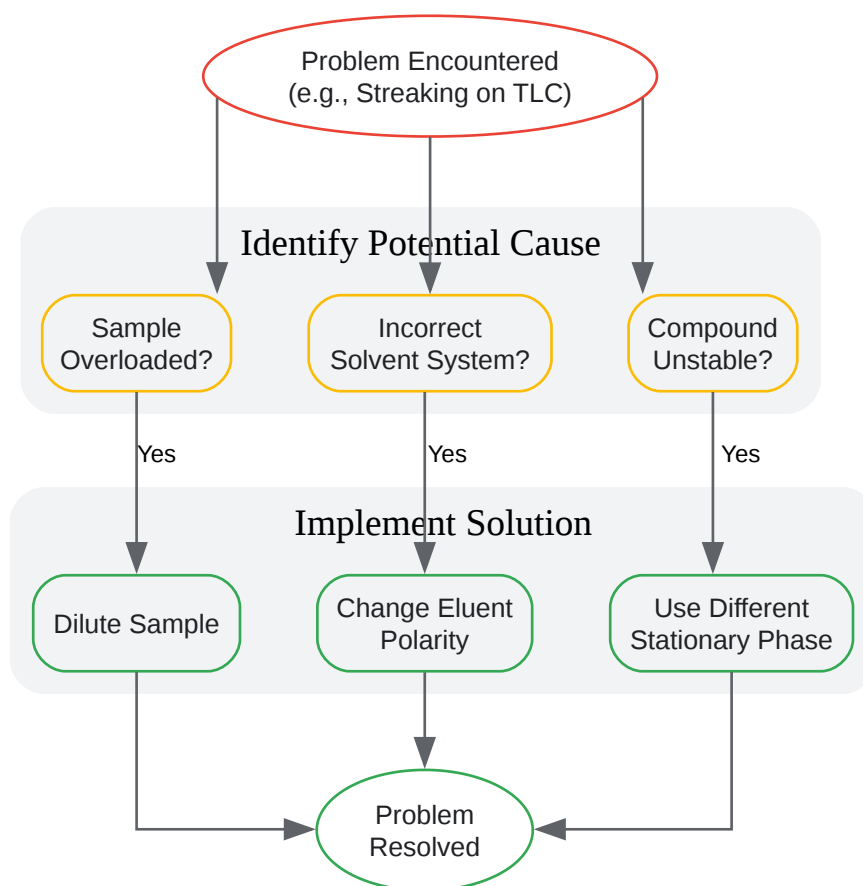 Problem Encountered
(e.g., Streaking on TLC)
Identify Potential Cause
Sample
Overloaded?
Incorrect
Solvent System?
Compound
Unstable?
Yes
Yes
Yes
Implement Solution
Dilute Sample
Change Eluent
Polarity
Use Different
Stationary Phase
Problem
Resolved